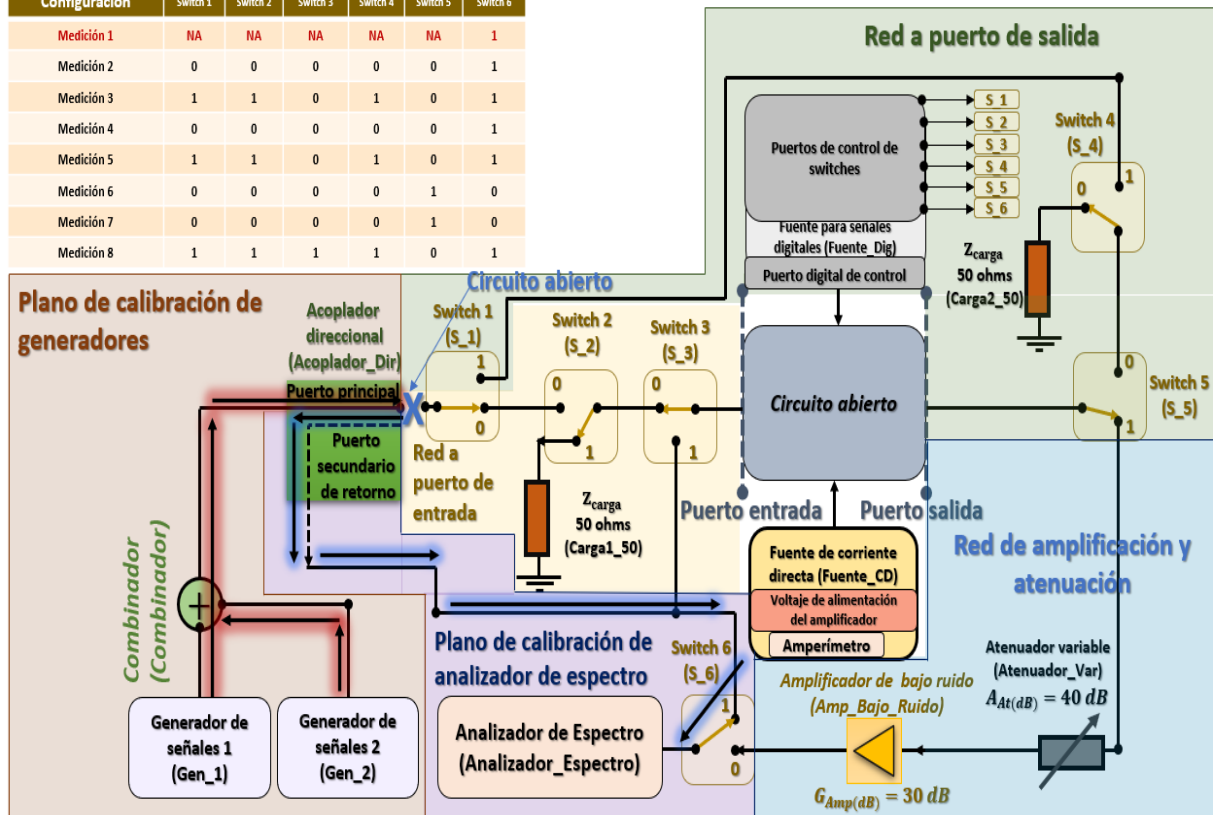 Configuración Switch 1 Switch 2 Switch 3 Switch 4 Switch 5 Switch 6
Medición 1 NA NA NA NA NA 1
Medición 2 0 0 0 0 0 1
Medición 3 1 1 0 1 0 1
Medición 4 0 0 0 0 0 1
Medición 5 1 1 0 1 0 1
Medición 6 0 0 0 0 1 0
Medición 7 0 0 0 0 1 0
Medición 8 1 1 1 1 0 1
Red a puerto de salida
Puertos de control de
switches
S_1
S_2
S_3
S_4
S_5
S_6
Fuente para señales
digitales (Fuente_Dig)
Puerto digital de control
Switch 4
(S_4)
0
1
Z carga
50 ohms
(Carga2_50)
Plano de calibración de
generadores
Circuito abierto
Acoplador
direccional
(Acoplador_Dir)
Puerto principal
Puerto
secundario
de retorno
X
Switch 1
(S_1)
1
0
Switch 2
(S_2)
0
1
Switch 3
(S_3)
0
1
Circuito abierto
0
Switch 5
(S_5)
1
Red a
puerto de
entrada
Z carga
50 ohms
(Carga1_50)
Puerto entrada
Puerto salida
Fuente de corriente
directa (Fuente_CD)
Voltaje de alimentación
del amplificador
Amperímetro
Red de amplificación y
atenuación
Combinador
(Combinador)
+
Generador de
señales 1
(Gen_1)
Generador de
señales 2
(Gen_2)
Plano de calibración de
analizador de espectro
Analizador de Espectro
(Analizador_Espectro)
Switch 6
(S_6)
1
0
Amplificador de bajo ruido
(Amp_Bajo_Ruido)
G Amp(dB) = 30 dB
Atenuador variable
(Atenuador_Var)
A At(dB) = 40 dB